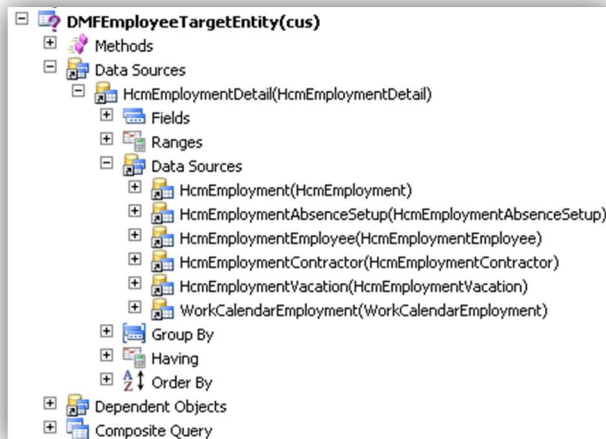 DMFEmployeeTargetEntity(cus)
Methods
Data Sources
HcmEmploymentDetail(HcmEmploymentDetail)
Fields
Ranges
Data Sources
HcmEmployment(HcmEmployment)
HcmEmploymentAbsenceSetup(HcmEmploymentAbsenceSetup)
HcmEmploymentEmployee(HcmEmploymentEmployee)
HcmEmploymentContractor(HcmEmploymentContractor)
HcmEmploymentVacation(HcmEmploymentVacation)
WorkCalendarEmployment(WorkCalendarEmployment)
Group By
Having
Order By
Dependent Objects
Composite Query